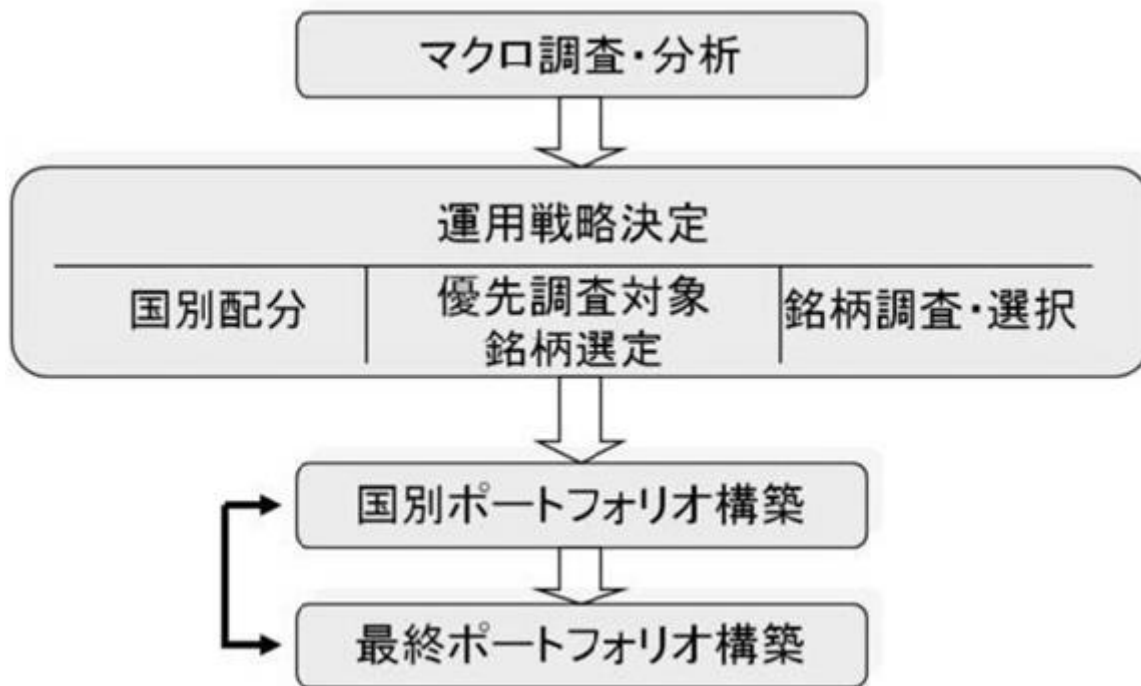 マクロ調査・分析
運用戦略決定
国別配分
優先調査対象
銘柄選定
銘柄調査・選択
国別ポートフォリオ構築
最終ポートフォリオ構築